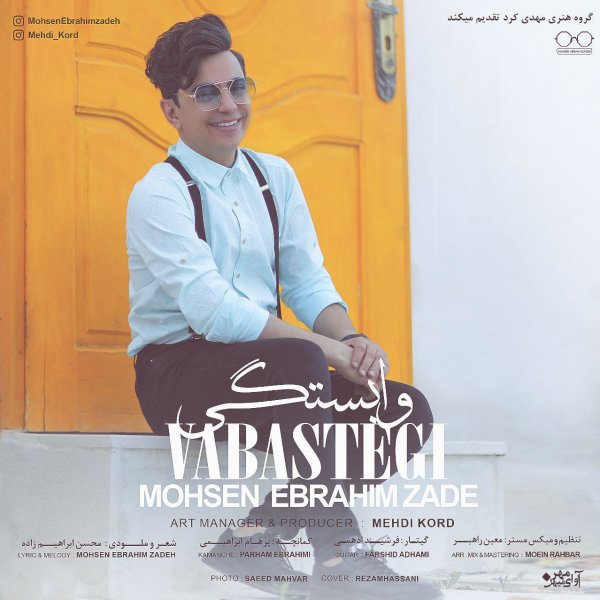 MohsenEbrahimzadeh
Mehdi_Kord
گروه هنری مهدی کرد تقدیم میکند
MOHSEN EBRAHIMZADEH
وابستگی
VABASTEGI
MOHSEN EBRAHIM ZADE
ART MANAGER & PRODUCER : MEHDI KORD
شعر و ملودی : محسن ابراهیم زاده
LYRIC & MELODY : MOHSEN EBRAHIM ZADEH
کمانچه : پرهام ابراهیمی
KAMANCHE : PARHAM EBRAHIMI
گیتار : فرشید ادهمی
GUITAR : FARSHID ADHAMI
تنظیم و میکس مستر : معین راهبر
ARR. MIX & MASTERING : MOEIN RAHBAR
PHOTO : SAEED MAHVAR
COVER : REZAMHASSANI